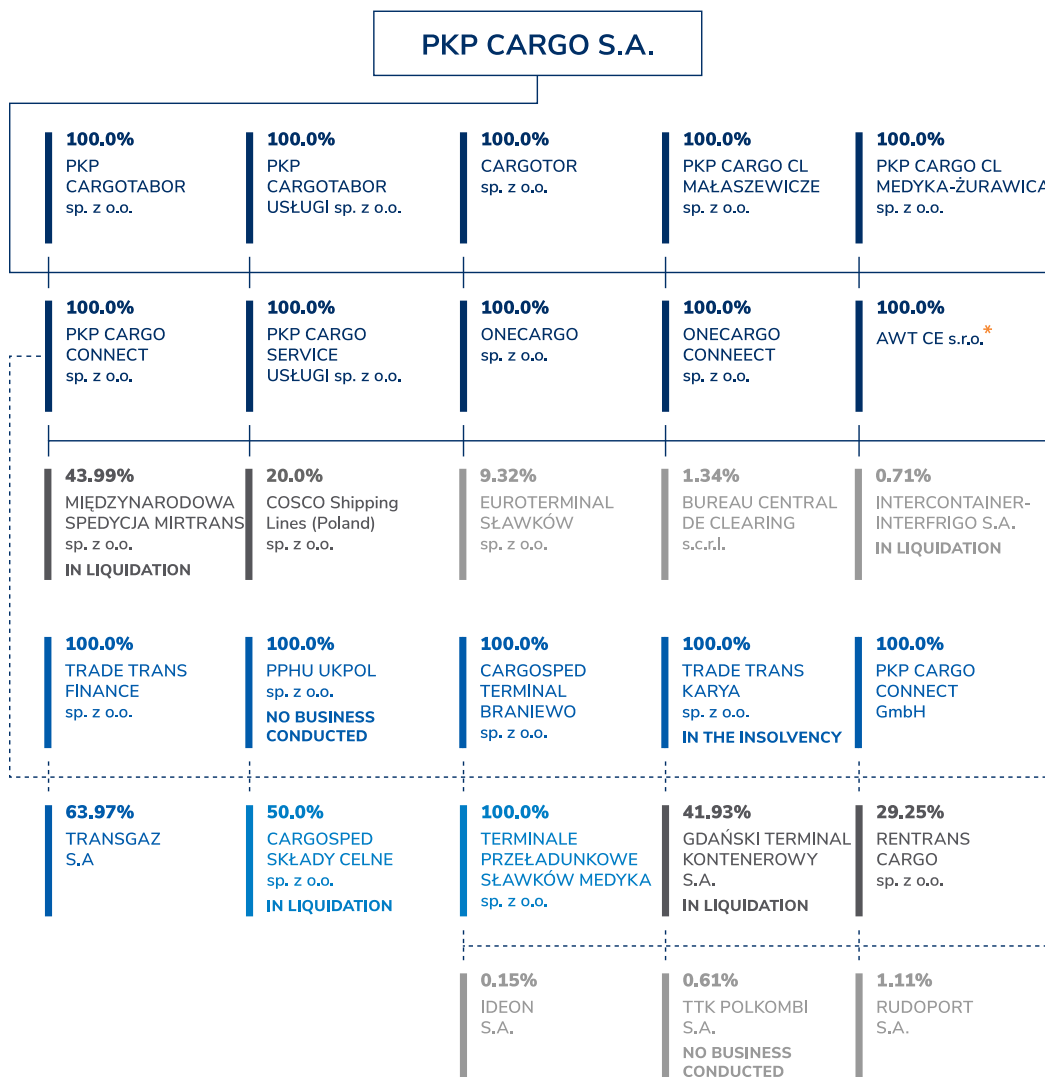 PKP CARGO S.A.
100.0%
PKP
CARGOTABOR
sp. z o.o.
100.0%
PKP
CARGOTABOR
USŁUGI sp. z o.o.
100.0%
CARGOTOR
sp. z o.o.
100.0%
PKP CARGO CL
MAŁASZEWICZE
sp. z o.o.
100.0%
PKP CARGO CL
MEDYKA-ŻURAWICA
sp. z o.o.
100.0%
PKP CARGO
CONNECT
sp. z o.o.
100.0%
PKP CARGO
SERVICE
USŁUGI sp. z o.o.
100.0%
ONECARGO
sp. z o.o.
100.0%
ONECARGO
CONNEECT
sp. z o.o.
100.0%
AWT CE s.r.o.*
43.99%
MIĘDZYNARODOWA
SPEDYCJA MIRTRANS
sp. z o.o.
IN LIQUIDATION
20.0%
COSCO Shipping
Lines (Poland)
sp. z o.o.
9.32%
EUROTERMINAL
SŁAWKÓW
sp. z o.o.
1.34%
BUREAU CENTRAL
DE CLEARING
s.c.r.l.
0.71%
INTERCONTAINER-
INTERFRIGO S.A.
IN LIQUIDATION
100.0%
TRADE TRANS
FINANCE
sp. z o.o.
100.0%
PPHU UKPOL
sp. z o.o.
NO BUSINESS
CONDUCTED
100.0%
CARGOSPED
TERMINAL
BRANIEWO
sp. z o.o.
100.0%
TRADE TRANS
KARYA
sp. z o.o.
IN THE INSOLVENCY
100.0%
PKP CARGO
CONNECT
GmbH
63.97%
TRANSGAZ
S.A
50.0%
CARGOSPED
SKŁADY CELNE
sp. z o.o.
IN LIQUIDATION
100.0%
TERMINALE
PRZEŁADUNKOWE
SŁAWKÓW MEDYKA
sp. z o.o.
41.93%
GDAŃSKI TERMINAL
KONTENEROWY
S.A.
IN LIQUIDATION
29.25%
RENTRANS
CARGO
sp. z o.o.
0.15%
IDEON
S.A.
0.61%
TTK POLKOMBI
S.A.
NO BUSINESS
CONDUCTED
1.11%
RUDOPORT
S.A.